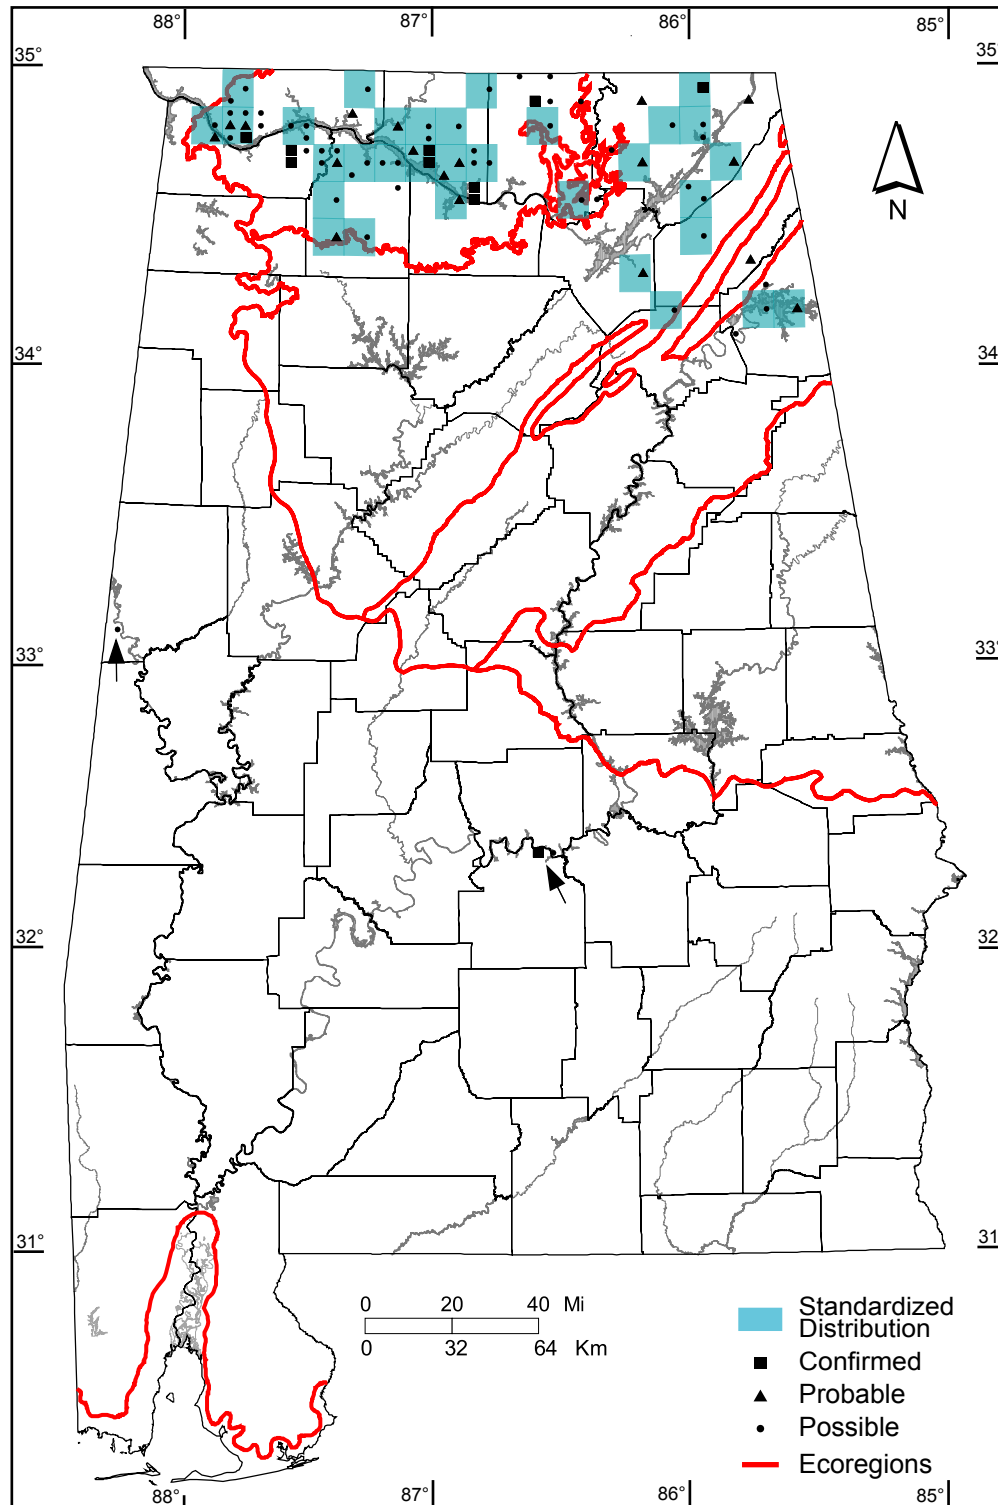 88° 87° 86° 85°
35° 35°
N
34° 34
33° 33°
32° 32
31° 31
0 20 40 Mi
0 32 64 Km
Standardized
Distribution
Confirmed
Probable
Possible
Ecoregions
88° 87° 86° 85°